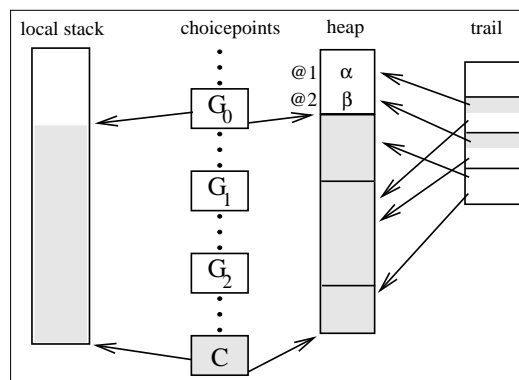 local stack choicepoints heap trail
@1 α
@2 β
G0
G1
G2
C